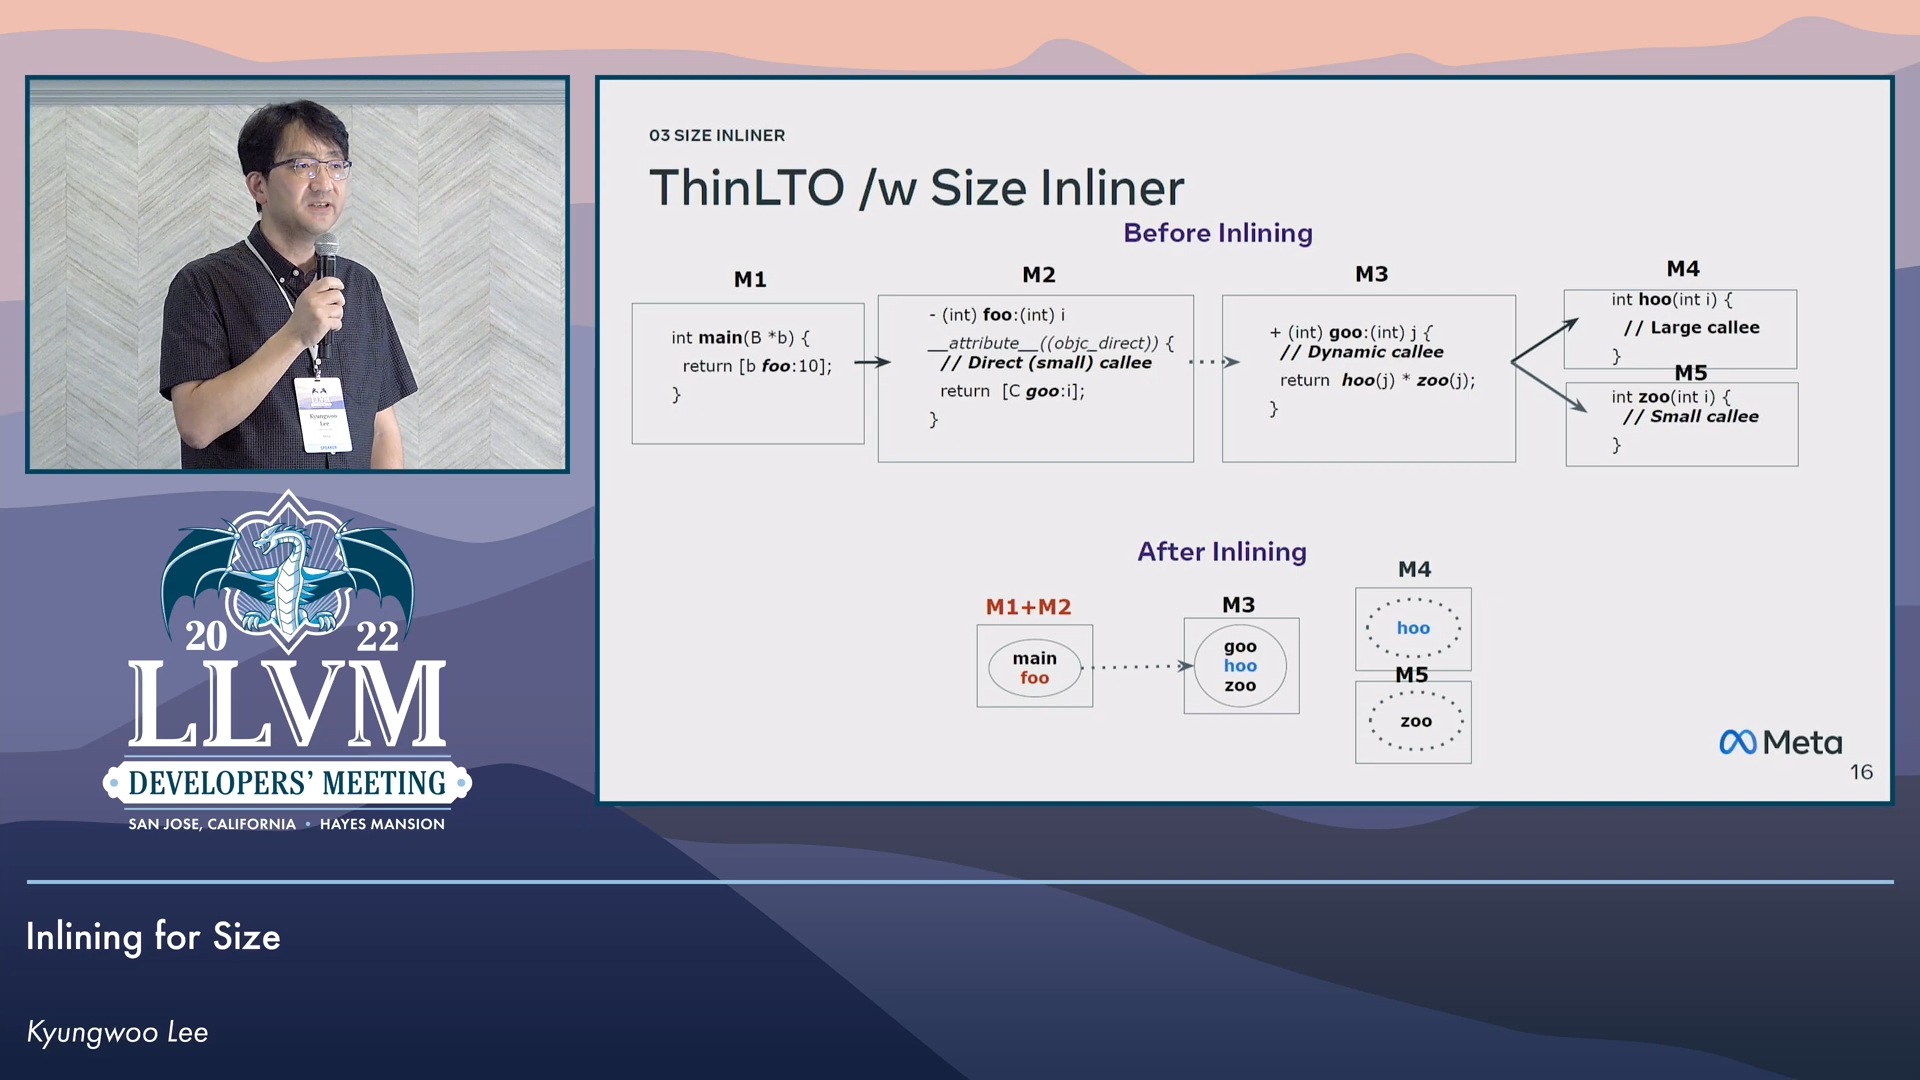 03 SIZE INLINER
ThinLTO /w Size Inliner
Before Inlining
M1
int main(B *b) {
return [b foo:10];
}
M2
- (int) foo:(int) i
__attribute__((objc_direct)) {
// Direct (small) callee
return [C goo:i];
}
M3
+ (int) goo:(int) j {
// Dynamic callee
return hoo(j) * zoo(j);
}
M4
int hoo(int i) {
// Large callee
}
M5
int zoo(int i) {
// Small callee
}
After Inlining
M1+M2
main
foo
M3
goo
hoo
zoo
M4
hoo
M5
zoo
Meta
16
LLVM
Kyungwoo
Lee
SPEAKER
20 22
LLVM
DEVELOPERS' MEETING
SAN JOSE, CALIFORNIA • HAYES MANSION
Inlining for Size
Kyungwoo Lee